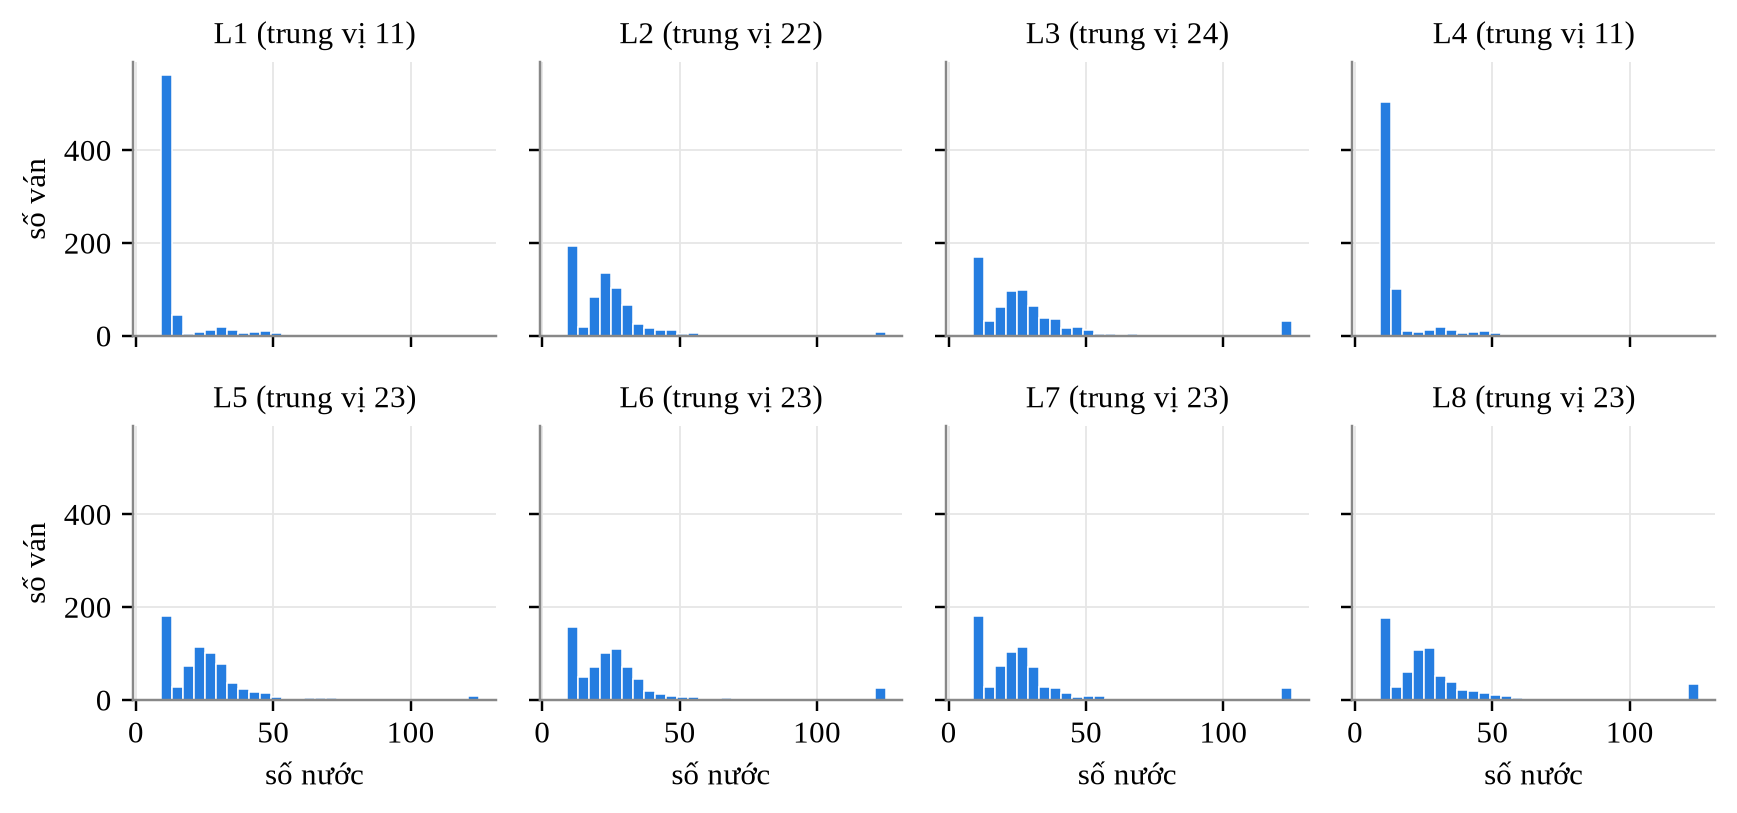 L1 (trung vị 11)
L2 (trung vị 22)
L3 (trung vị 24)
L4 (trung vị 11)
số ván
400
200
0
L5 (trung vị 23)
L6 (trung vị 23)
L7 (trung vị 23)
L8 (trung vị 23)
số ván
400
200
0
0 50 100
0 50 100
0 50 100
0 50 100
số nước
số nước
số nước
số nước